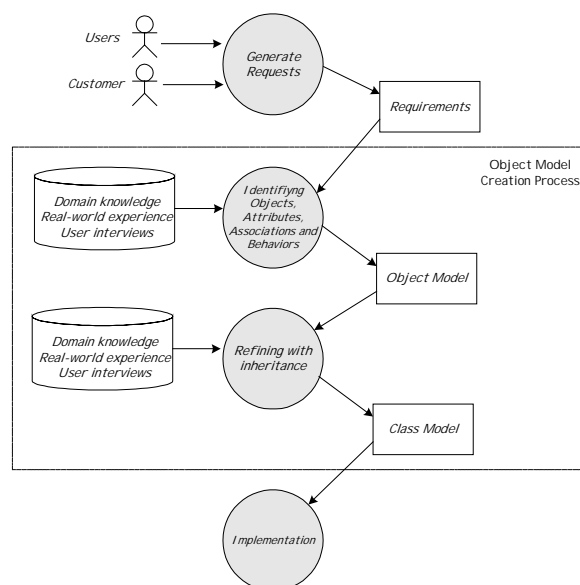 Users
Customer
Generate
Requests
Requirements
Object Model
Creation Process
Domain knowledge
Real-world experience
User interviews
Identifiyng
Objects,
Attributes,
Associations and
Behaviors
Object Model
Domain knowledge
Real-world experience
User interviews
Refining with
inheritance
Class Model
Implementation